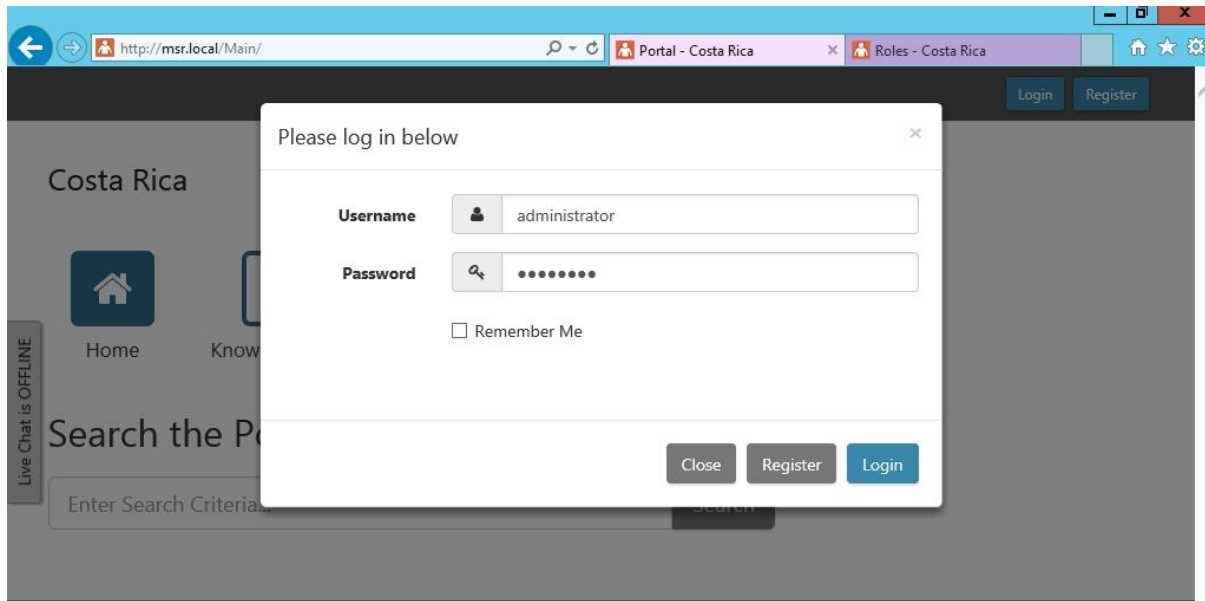 http://msr.local/Main/
Portal - Costa Rica
Roles - Costa Rica
Login Register
Please log in below
Costa Rica
Username administrator
Password
Remember Me
Home Know
Live Chat is OFFLINE
Search the Po
Close Register Login
Enter Search Criteria...
Search